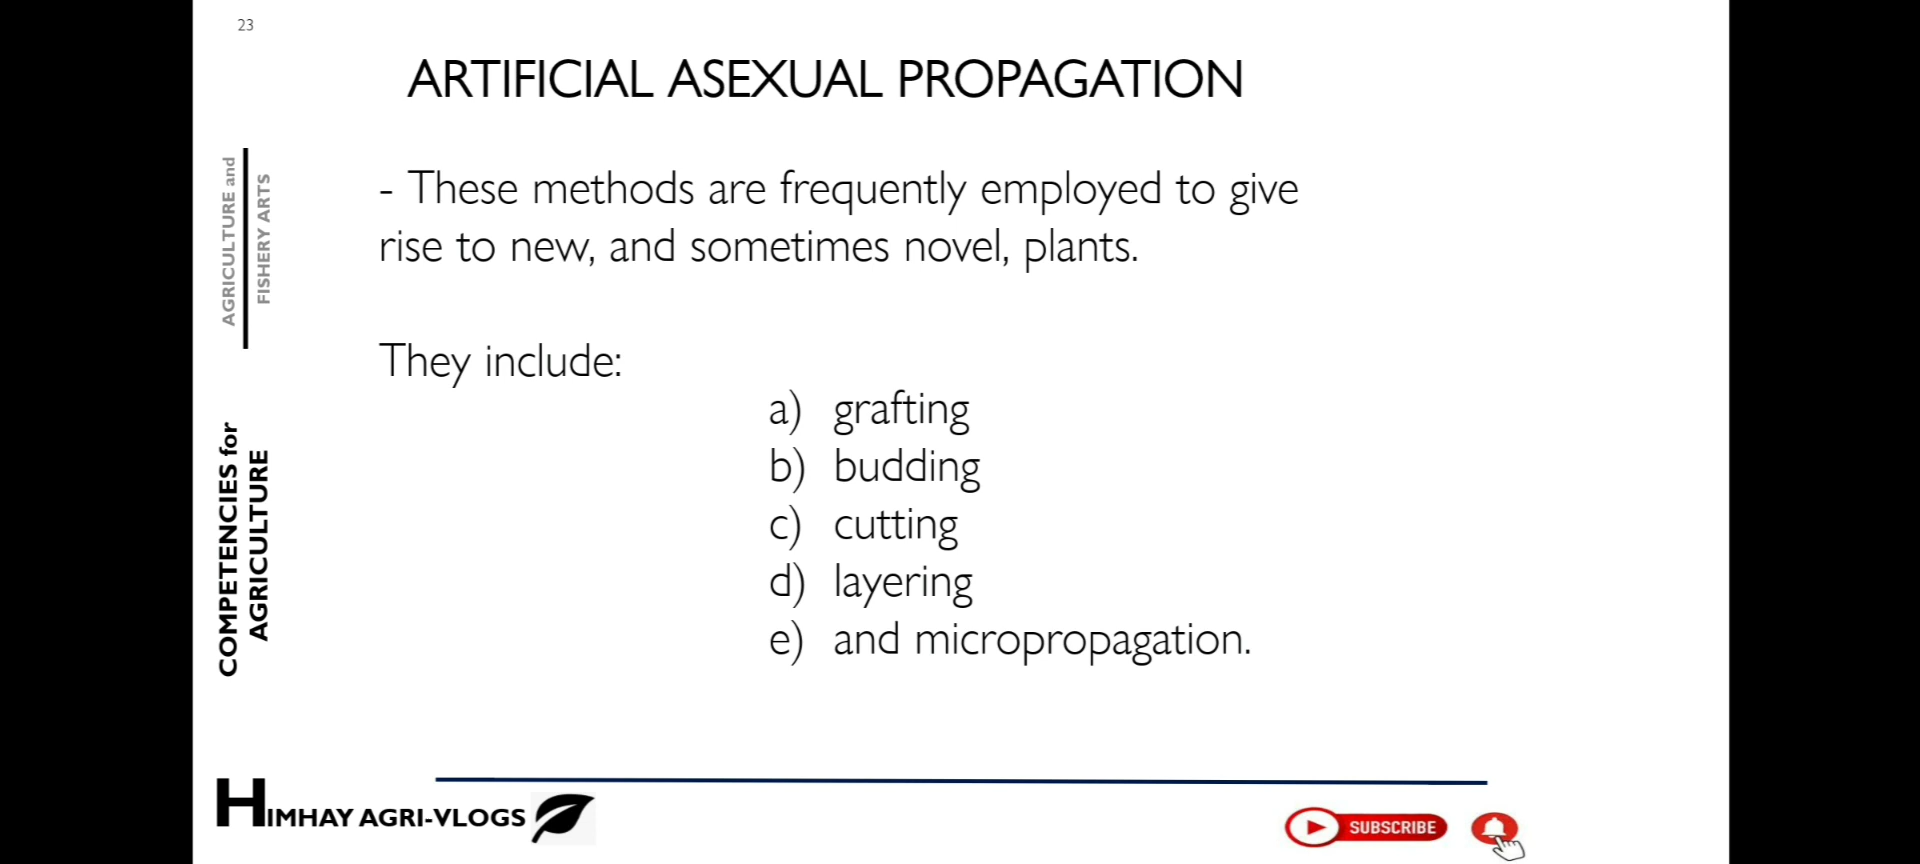 23
ARTIFICIAL ASEXUAL PROPAGATION
AGRICULTURE and
FISHERY ARTS
- These methods are frequently employed to give
rise to new, and sometimes novel, plants.
They include:
a) grafting
b) budding
c) cutting
d) layering
e) and micropropagation.
COMPETENCIES for
AGRICULTURE
HIMHAY AGRI-VLOGS
SUBSCRIBE